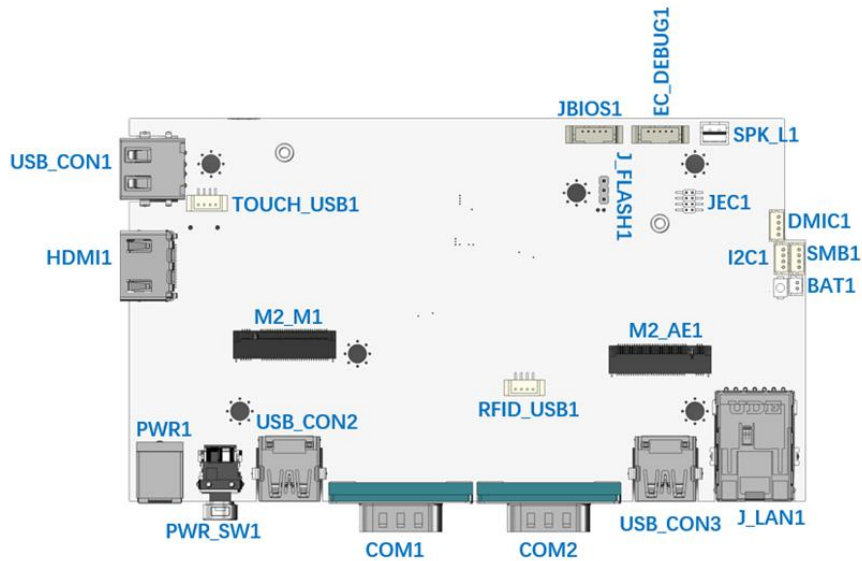 EC_DEBUG1
JBIOS1
SPK_L1
USB_CON1
J_FLASH1
TOUCH_USB1
JEC1
DMIC1
HDMI1
I2C1
SMB1
BAT1
M2_M1
M2_AE1
RFID_USB1
UDE
PWR1
USB_CON2
PWR_SW1
COM1
COM2
USB_CON3
J_LAN1